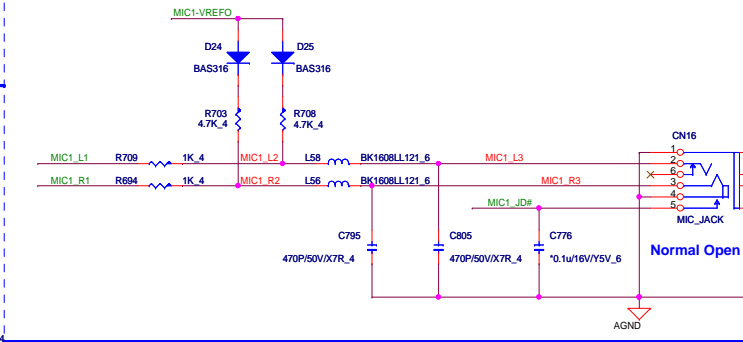 MIC1-VREFO
D24
D25
BAS316
BAS316
R703
4.7K_4
R708
4.7K_4
CN16
MIC1_L1
R709
1K_4
MIC1_L2
L58
BK1608LL121_6
MIC1_L3
1
2
6
MIC1_R1
R694
1K_4
MIC1_R2
L56
BK1608LL121_6
MIC1_R3
3
4
MIC1_JD#
5
MIC_JACK
C795
470P/50V/X7R_4
C805
470P/50V/X7R_4
C776
*0.1u/16V/Y5V_6
Normal Open
AGND